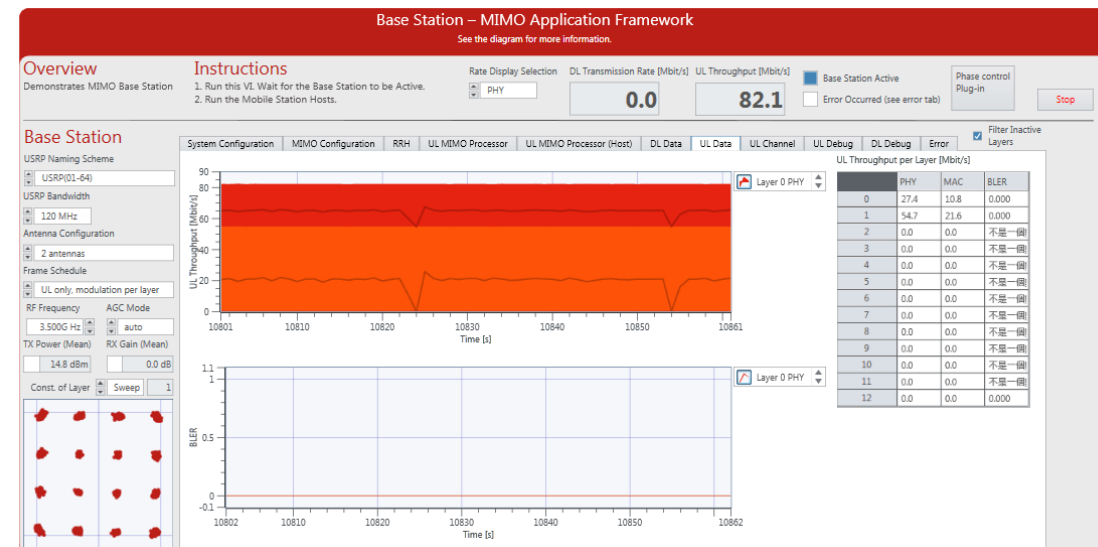 Base Station – MIMO Application Framework
See the diagram for more information.
Overview
Demonstrates MIMO Base Station
Instructions
1. Run this VI. Wait for the Base Station to be Active.
2. Run the Mobile Station Hosts.
Rate Display Selection
PHY
DL Transmission Rate [Mbit/s]
0.0
UL Throughput [Mbit/s]
82.1
Base Station Active
Error Occurred (see error tab)
Phase control
Plug-in
Stop
Base Station
USRP Naming Scheme
USRP(01-64)
USRP Bandwidth
120 MHz
Antenna Configuration
2 antennas
Frame Schedule
UL only, modulation per layer
RF Frequency AGC Mode
3.500G Hz auto
TX Power (Mean) RX Gain (Mean)
14.8 dBm 0.0 dB
Const. of Layer Sweep 1
System Configuration MIMO Configuration RRH UL MIMO Processor UL MIMO Processor (Host) DL Data UL Data UL Channel UL Debug DL Debug Error
Filter Inactive
Layers
UL Throughput [Mbit/s]
90
80
60
40
20
0
10801 10810 10820 10830 10840 10850 10861
Time [s]
Layer 0 PHY
BLER
1.1
1
0.5
0
-0.1
10802 10810 10820 10830 10840 10850 10862
Time [s]
Layer 0 PHY
UL Throughput per Layer [Mbit/s]
PHY MAC BLER
0 27.4 10.8 0.000
1 54.7 21.6 0.000
2 0.0 0.0 不是一個
3 0.0 0.0 不是一個
4 0.0 0.0 不是一個
5 0.0 0.0 不是一個
6 0.0 0.0 不是一個
7 0.0 0.0 不是一個
8 0.0 0.0 不是一個
9 0.0 0.0 不是一個
10 0.0 0.0 不是一個
11 0.0 0.0 不是一個
12 0.0 0.0 0.000